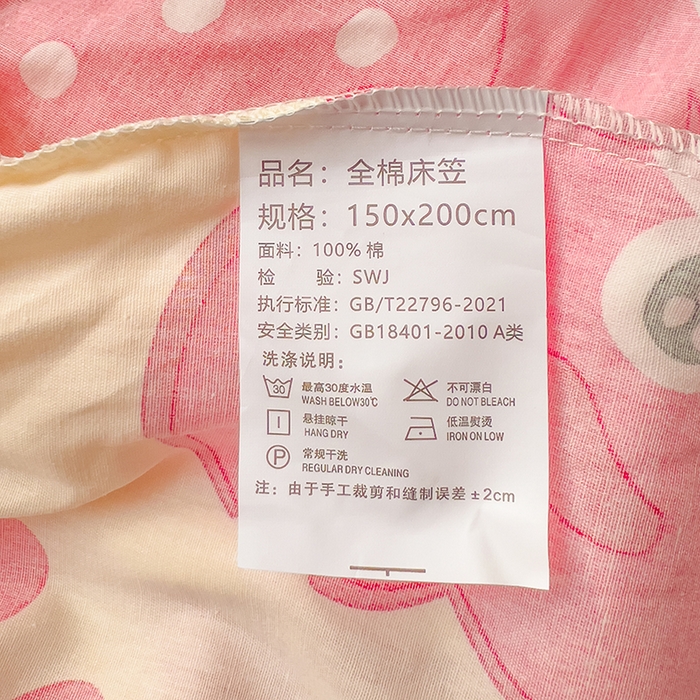 品名：全棉床笠
规格：150x200cm
面料：100% 棉
检 验：SWJ
执行标准：GB/T22796-2021
安全类别：GB18401-2010 A类
洗涤说明：
30 最高30度水温 不可漂白
WASH BELOW30℃ DO NOT BLEACH
悬挂晾干 低温熨烫
HANG DRY IRON ON LOW
P 常规干洗
REGULAR DRY CLEANING
注：由于手工裁剪和缝制误差±2cm